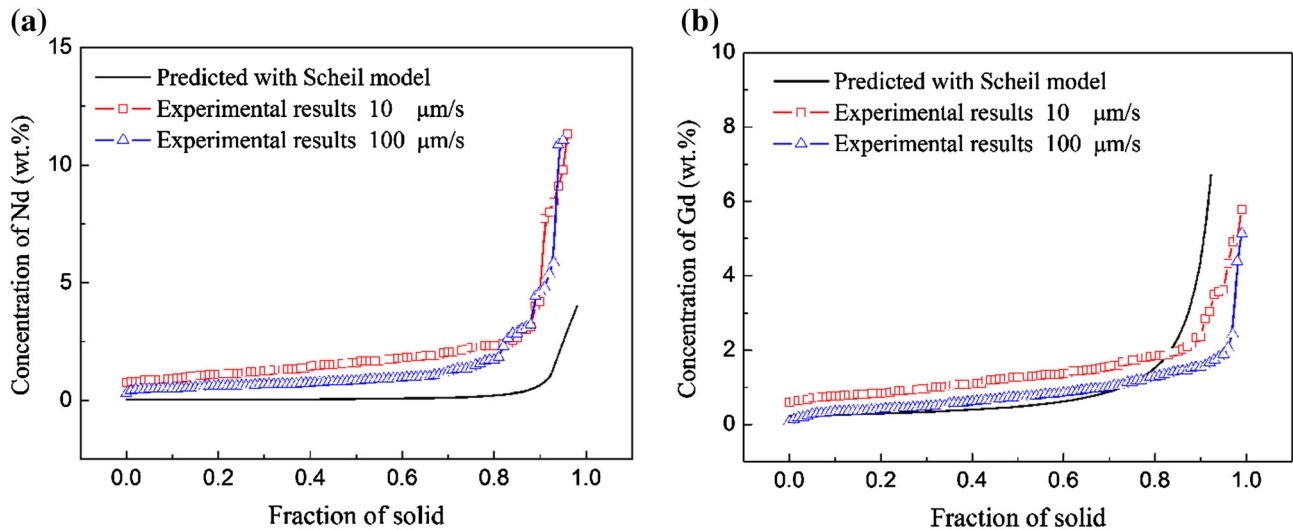 (a)
15
10
5
0
Concentration of Nd (wt.%)
Predicted with Scheil model
Experimental results 10 μm/s
Experimental results 100 μm/s
0.0 0.2 0.4 0.6 0.8 1.0
Fraction of solid
(b)
10
8
6
4
2
0
Concentration of Gd (wt.%)
Predicted with Scheil model
Experimental results 10 μm/s
Experimental results 100 μm/s
0.0 0.2 0.4 0.6 0.8 1.0
Fraction of solid